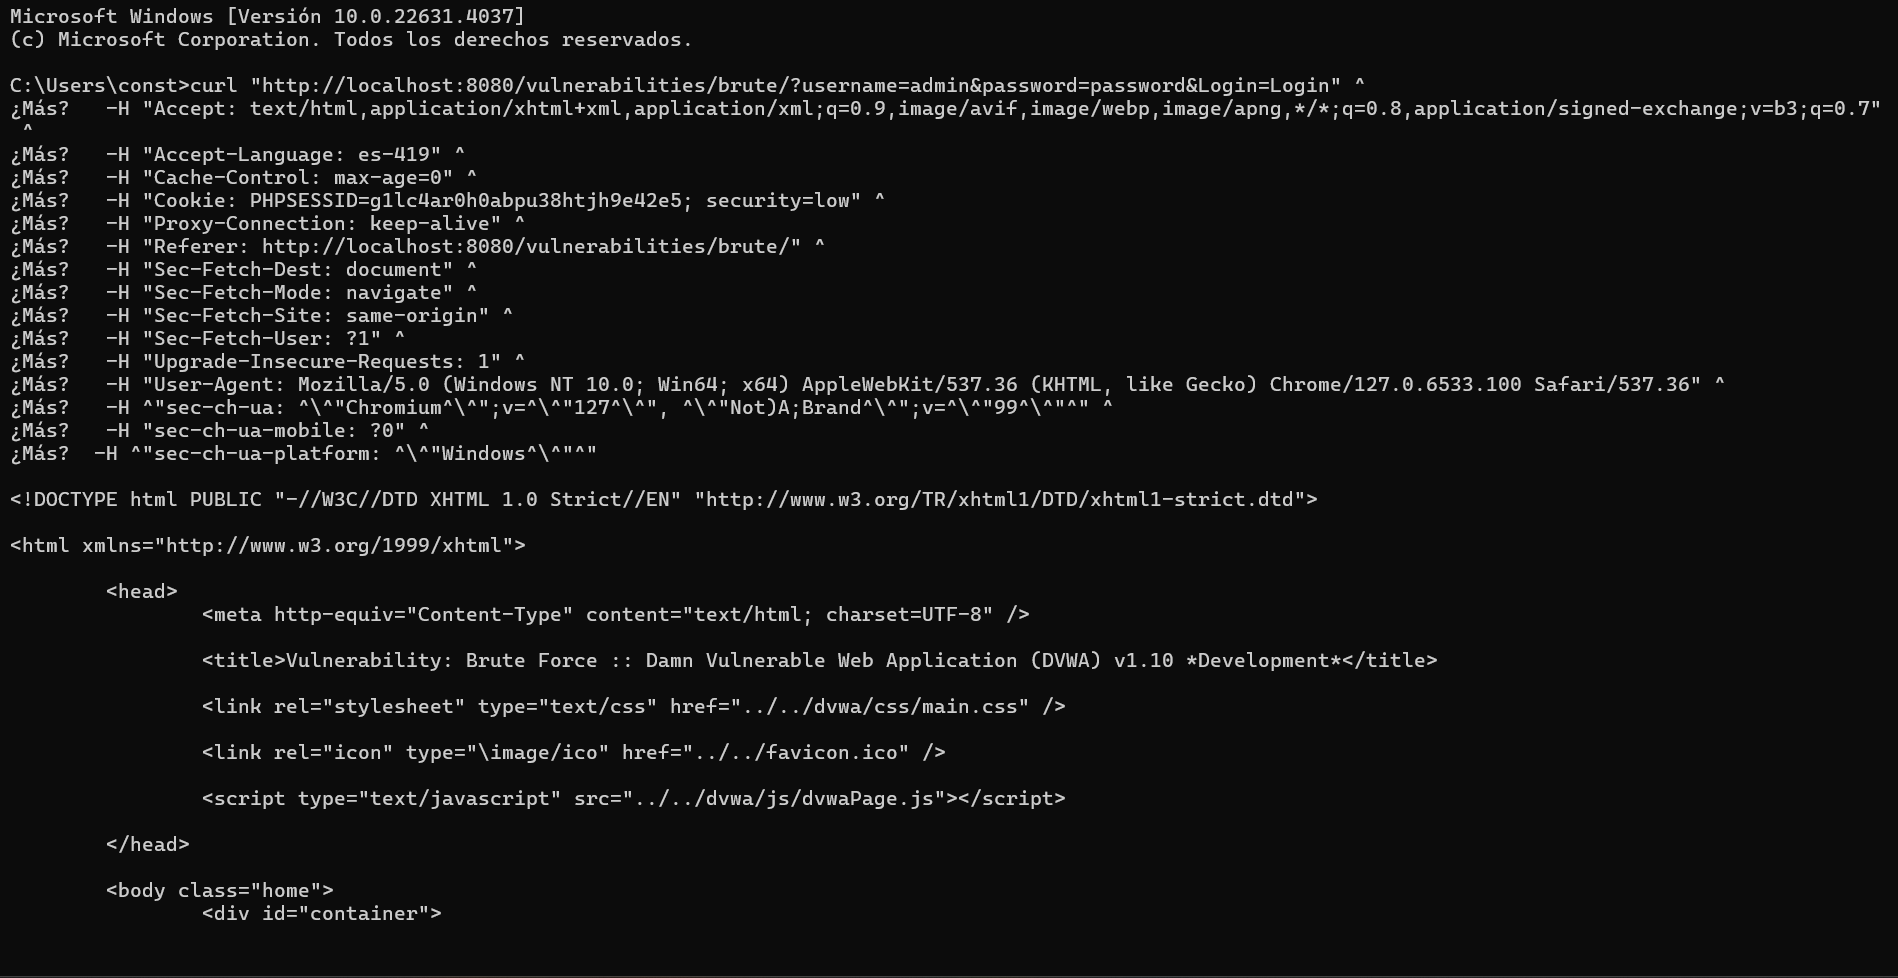 Microsoft Windows [Versión 10.0.22631.4037]
(c) Microsoft Corporation. Todos los derechos reservados.
C:\Users\const>curl "http://localhost:8080/vulnerabilities/brute/?username=admin&password=password&Login=Login" ^
¿Más?   -H "Accept: text/html,application/xhtml+xml,application/xml;q=0.9,image/avif,image/webp,image/apng,*/*;q=0.8,application/signed-exchange;v=b3;q=0.7"
 ^
¿Más?   -H "Accept-Language: es-419" ^
¿Más?   -H "Cache-Control: max-age=0" ^
¿Más?   -H "Cookie: PHPSESSID=g1lc4ar0h0abpu38htjh9e42e5; security=low" ^
¿Más?   -H "Proxy-Connection: keep-alive" ^
¿Más?   -H "Referer: http://localhost:8080/vulnerabilities/brute/" ^
¿Más?   -H "Sec-Fetch-Dest: document" ^
¿Más?   -H "Sec-Fetch-Mode: navigate" ^
¿Más?   -H "Sec-Fetch-Site: same-origin" ^
¿Más?   -H "Sec-Fetch-User: ?1" ^
¿Más?   -H "Upgrade-Insecure-Requests: 1" ^
¿Más?   -H "User-Agent: Mozilla/5.0 (Windows NT 10.0; Win64; x64) AppleWebKit/537.36 (KHTML, like Gecko) Chrome/127.0.6533.100 Safari/537.36" ^
¿Más?   -H ^"sec-ch-ua: ^\^"Chromium^\^";v=^\^"127^\^", ^\^"Not)A;Brand^\^";v=^\^"99^\^"^" ^
¿Más?   -H "sec-ch-ua-mobile: ?0" ^
¿Más?  -H ^"sec-ch-ua-platform: ^\^"Windows^\^"^"
<!DOCTYPE html PUBLIC "-//W3C//DTD XHTML 1.0 Strict//EN" "http://www.w3.org/TR/xhtml1/DTD/xhtml1-strict.dtd">
<html xmlns="http://www.w3.org/1999/xhtml">
<head>
<meta http-equiv="Content-Type" content="text/html; charset=UTF-8" />
<title>Vulnerability: Brute Force :: Damn Vulnerable Web Application (DVWA) v1.10 *Development*</title>
<link rel="stylesheet" type="text/css" href="../../dvwa/css/main.css" />
<link rel="icon" type="\image/ico" href="../../favicon.ico" />
<script type="text/javascript" src="../../dvwa/js/dvwaPage.js"></script>
</head>
<body class="home">
<div id="container">